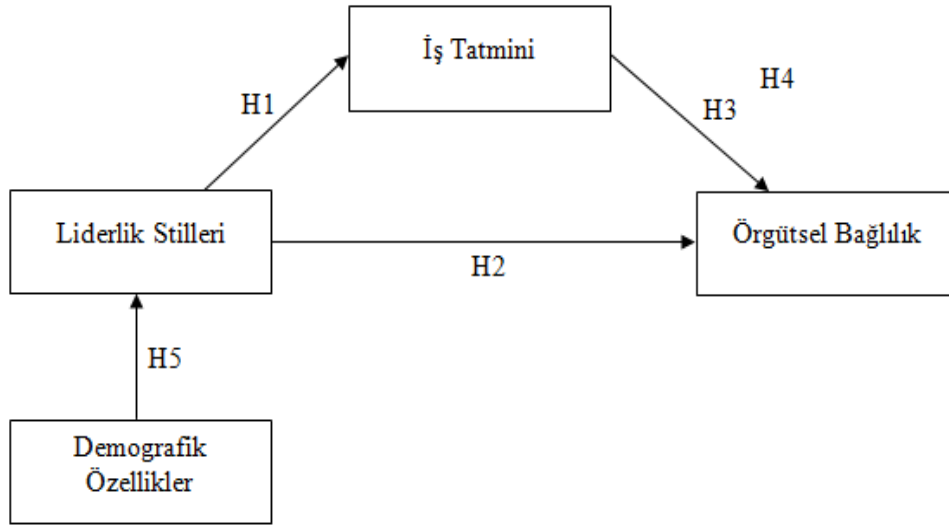 İş Tatmini
H4
H3
H1
Liderlik Stilleri
Örgütsel Bağlılık
H2
H5
Demografik
Özellikler